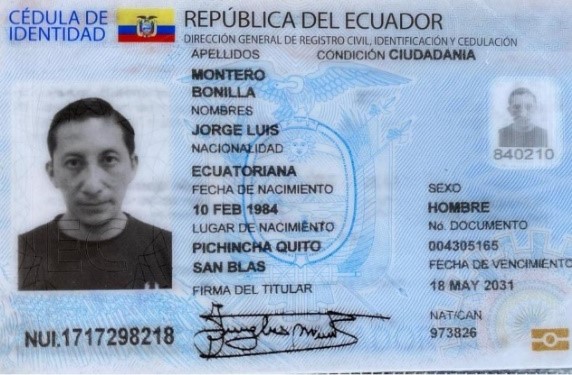 CÉDULA DE IDENTIDAD
REPÚBLICA DEL ECUADOR
DIRECCIÓN GENERAL DE REGISTRO CIVIL, IDENTIFICACIÓN Y CEDULACIÓN
APELLIDOS
CONDICIÓN CIUDADANIA
MONTERO
BONILLA
NOMBRES
JORGE LUIS
NACIONALIDAD
ECUATORIANA
FECHA DE NACIMIENTO
10 FEB 1984
LUGAR DE NACIMIENTO
PICHINCHA QUITO
SAN BLAS
FIRMA DEL TITULAR
840210
SEXO
HOMBRE
No. DOCUMENTO
004305165
FECHA DE VENCIMIENTO
18 MAY 2031
NAT/CAN
973826
NUI.1717298218